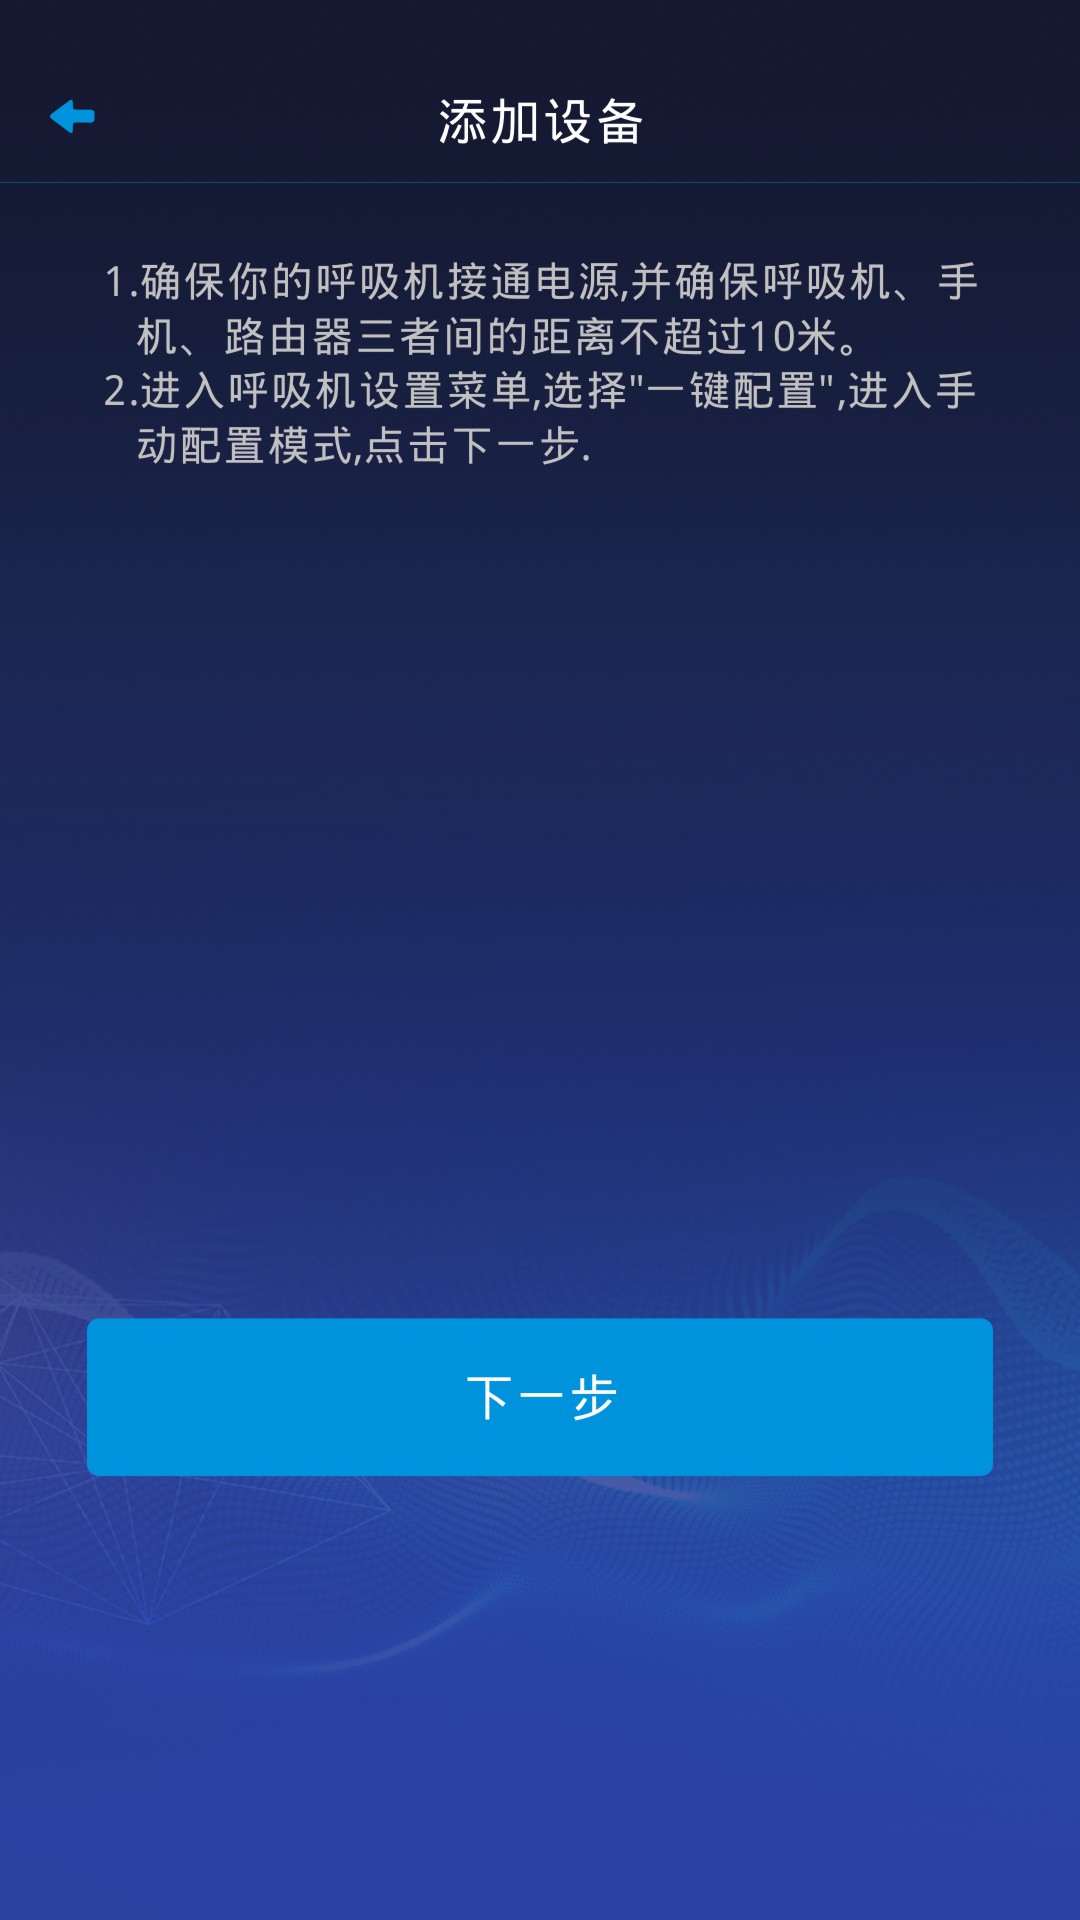 添加设备
1.确保你的呼吸机接通电源,并确保呼吸机、手
机、路由器三者间的距离不超过10米。
2.进入呼吸机设置菜单,选择"一键配置",进入手
动配置模式,点击下一步.
下一步